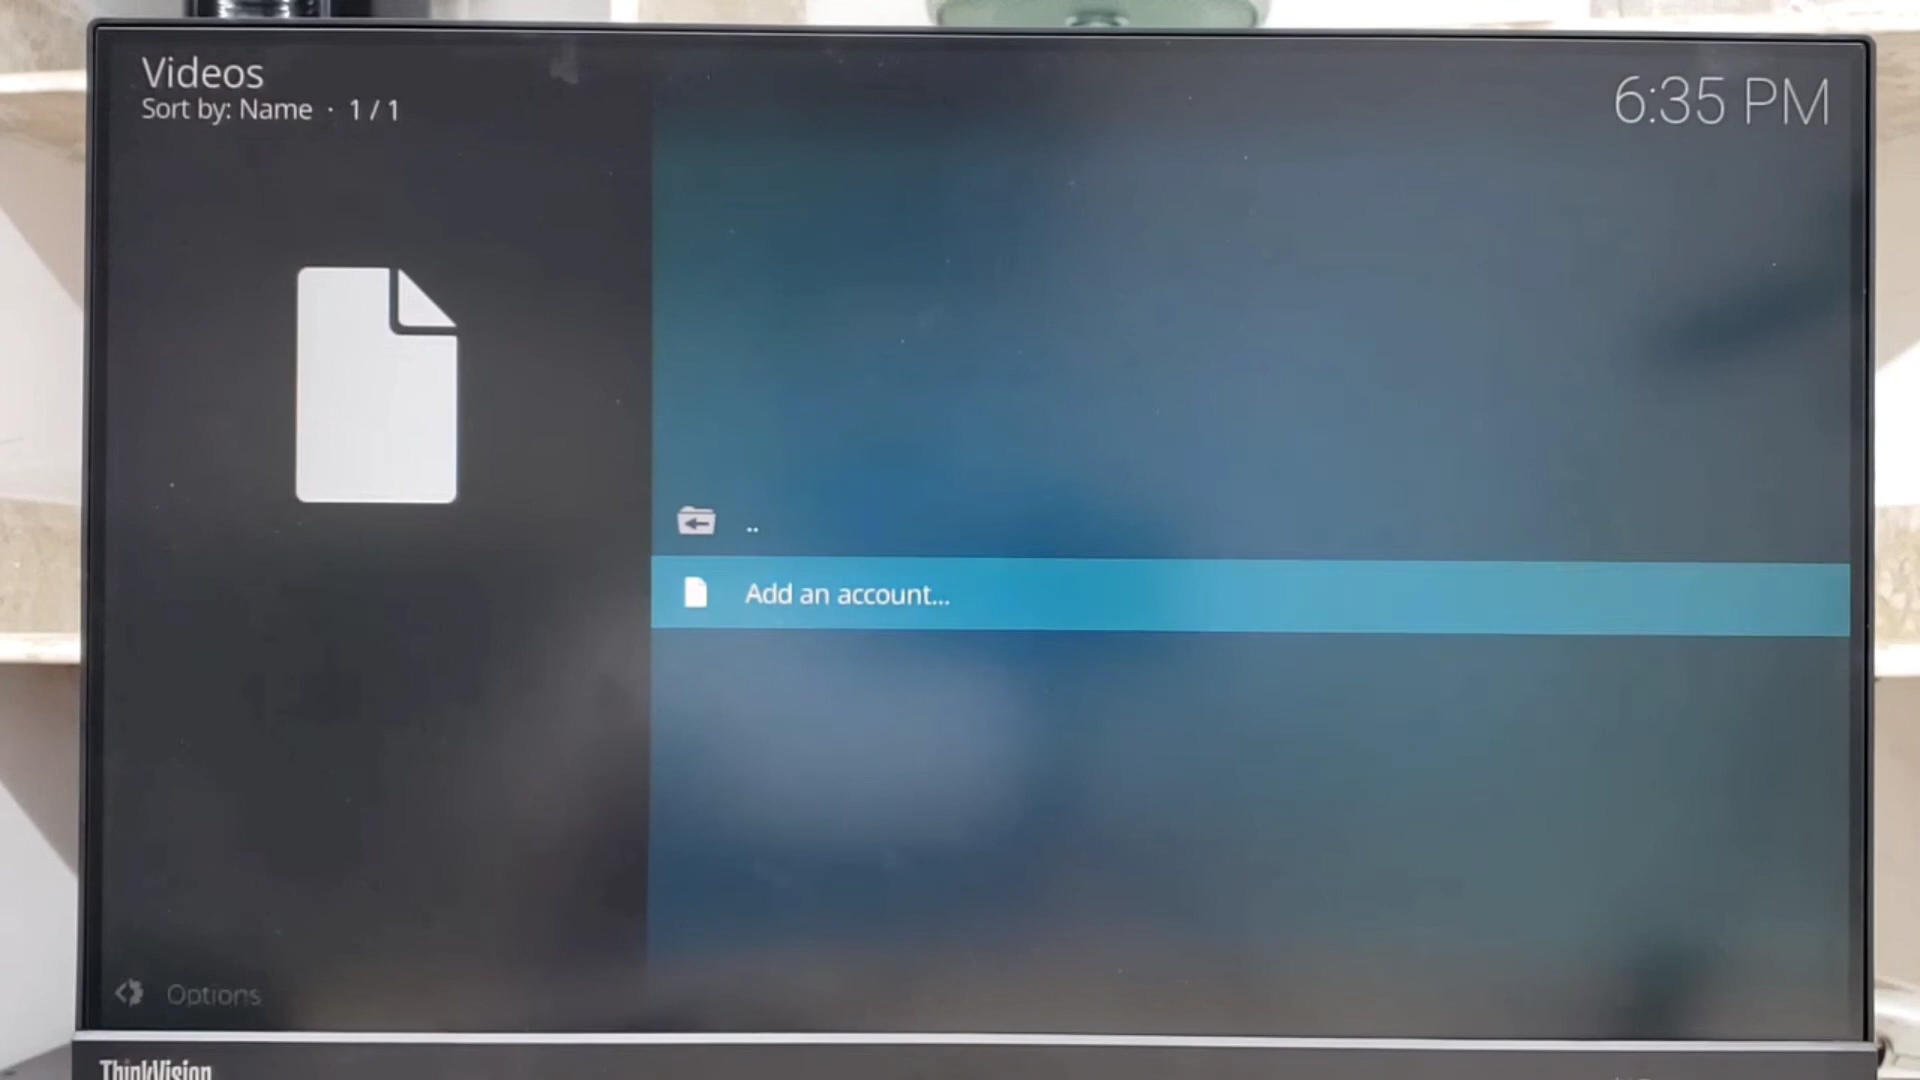 Videos
Sort by: Name · 1 / 1
6:35 PM
..
Add an account...
Options
ThinkVision